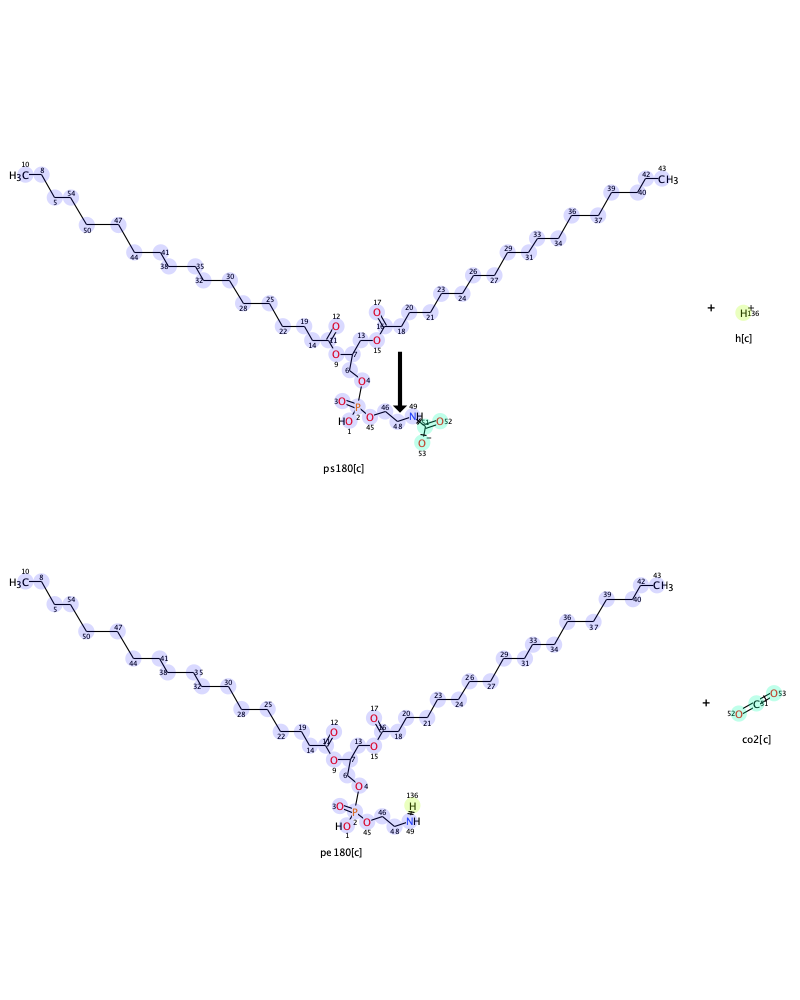 10 8 43
H₃C 42 CH₃
5 54 39 40
50 47 36 37
44 41 33 34
38 35 29 31
32 30 26 27
28 25 23 24
22 19 12 17 20 21
14 11 O O 16 18
13 + H⁺ 136
O 7 O 15 h[c]
9
6
O 4
3 O P 46 49
2 NH
HO O 48 51 O 52
1 45 O⁻
53
ps180[c]
10 8 43
H₃C 42 CH₃
5 54 39 40
50 47 36 37
44 41 33 34
38 35 29 31
32 30 26 27
28 25 23 24
22 19 12 17 20 21
14 11 O O 16 18
13 + 52 O C 51 O 53
O 7 O 15 co2[c]
9
6
O 4
136
3 O P 46 H
HO 2 O 48 NH
1 45 49
pe180[c]